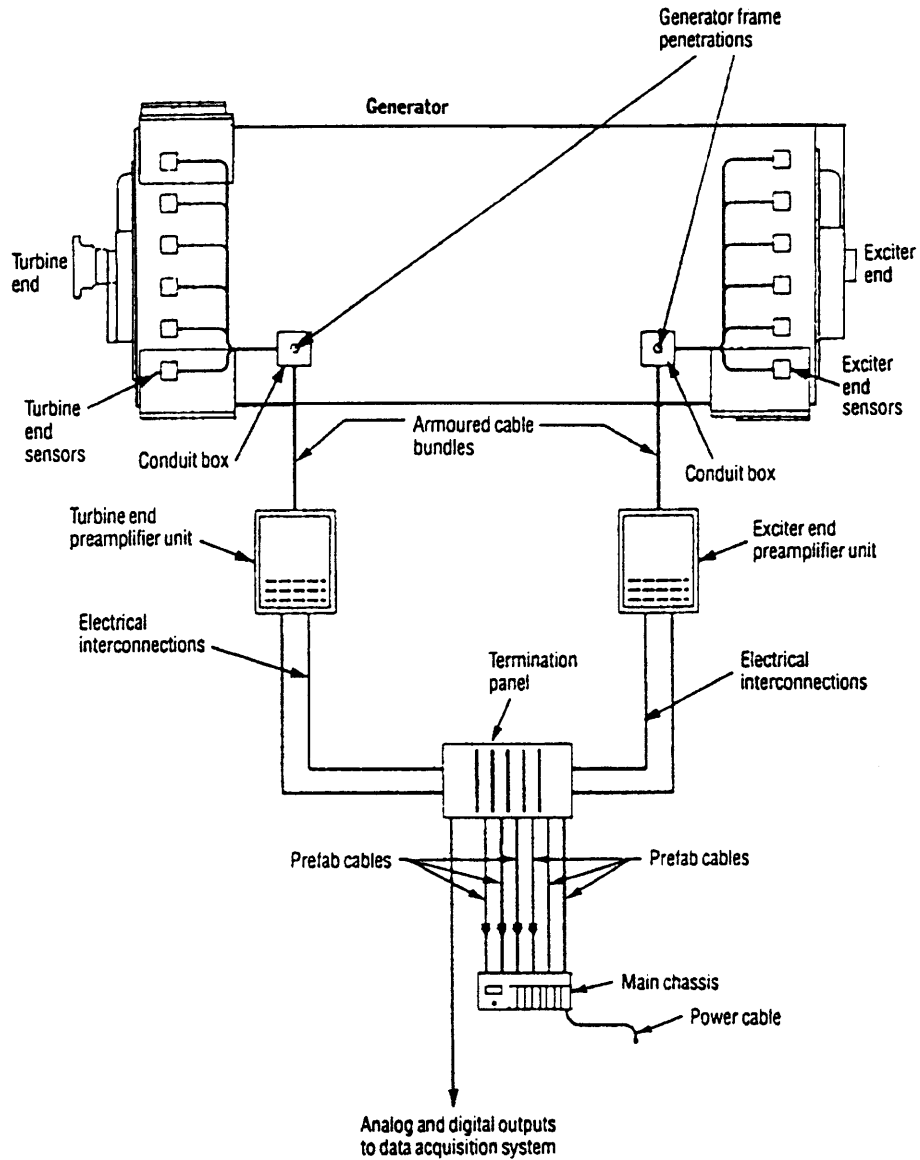 Generator frame
penetrations
Generator
Turbine
end
Exciter
end
Turbine
end
sensors
Exciter
end
sensors
Conduit box
Armoured cable
bundles
Conduit box
Turbine end
preamplifier unit
Exciter end
preamplifier unit
Electrical
interconnections
Termination
panel
Electrical
interconnections
Prefab cables
Prefab cables
Main chassis
Power cable
Analog and digital outputs
to data acquisition system